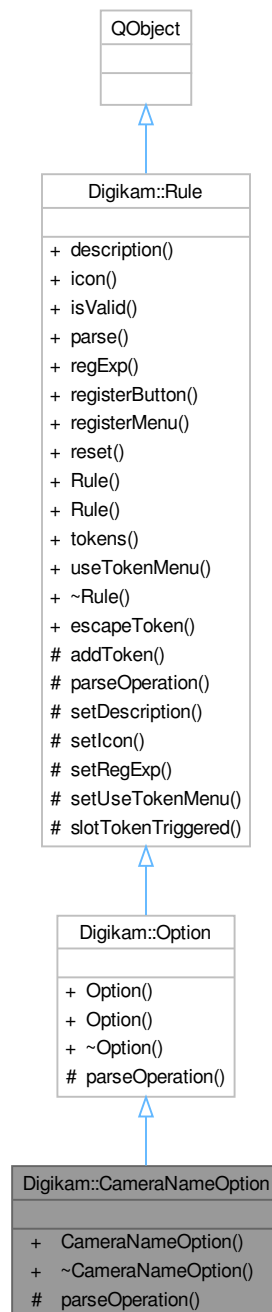 QObject
Digikam::Rule
+ description()
+ icon()
+ isValid()
+ parse()
+ regExp()
+ registerButton()
+ registerMenu()
+ reset()
+ Rule()
+ Rule()
+ tokens()
+ useTokenMenu()
+ ~Rule()
+ escapeToken()
# addToken()
# parseOperation()
# setDescription()
# setIcon()
# setRegExp()
# setUseTokenMenu()
# slotTokenTriggered()
Digikam::Option
+ Option()
+ Option()
+ ~Option()
# parseOperation()
Digikam::CameraNameOption
+ CameraNameOption()
+ ~CameraNameOption()
# parseOperation()